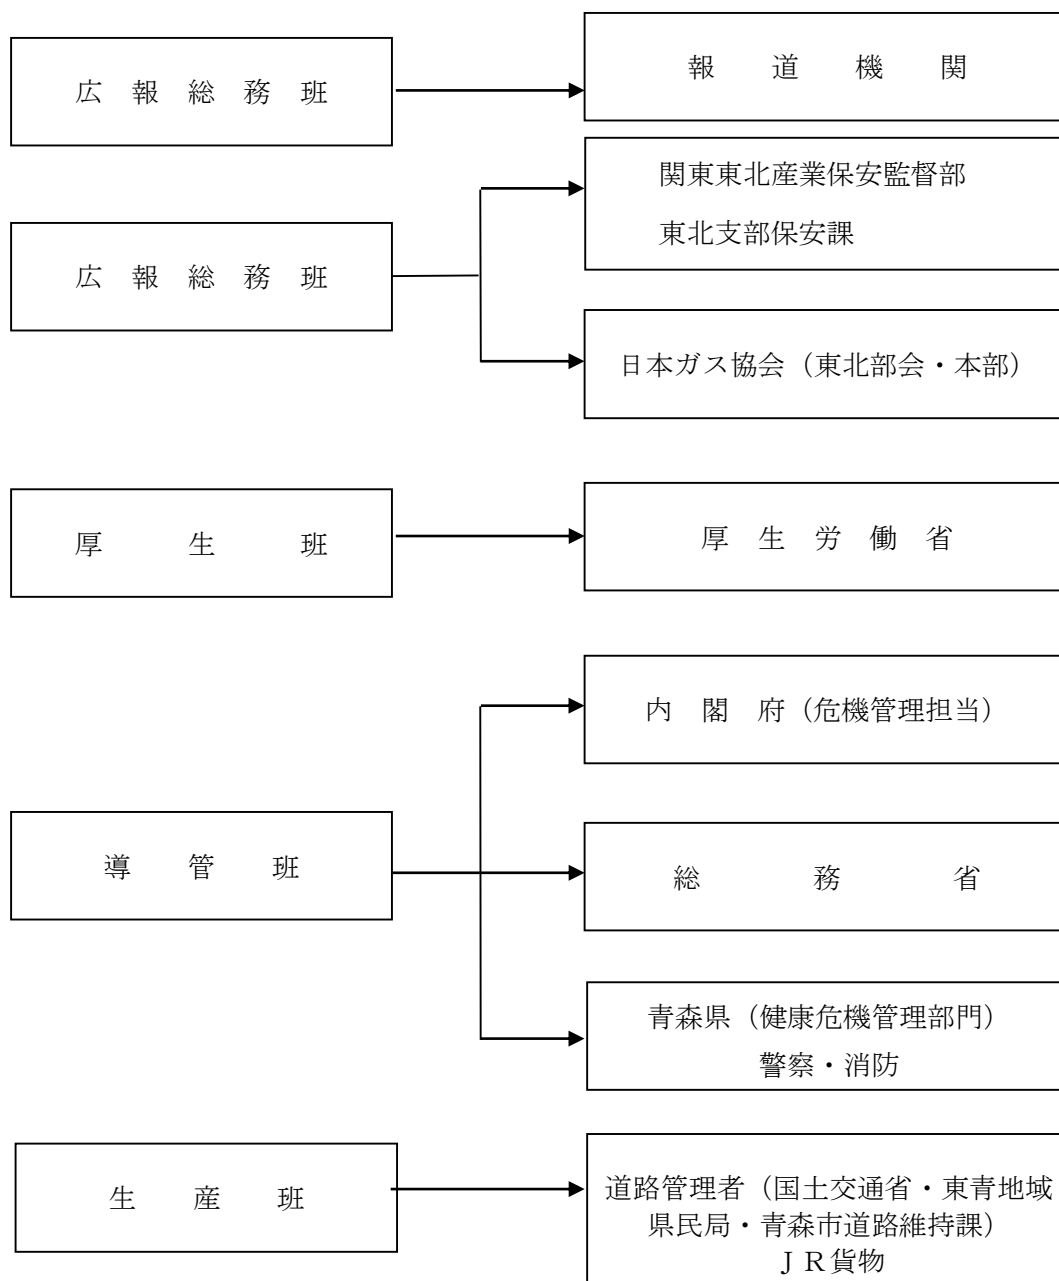 広報総務班
報道機関
関東東北産業保安監督部
東北支部保安課
広報総務班
日本ガス協会（東北部会・本部）
厚生班
厚生労働省
内閣府（危機管理担当）
導管班
総務省
青森県（健康危機管理部門）
警察・消防
生産班
道路管理者（国土交通省・東青地域
県民局・青森市道路維持課）
ＪＲ貨物